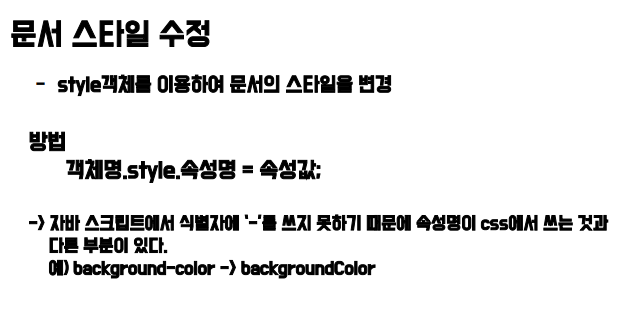 문서 스타일 수정
- style객체를 이용하여 문서의 스타일을 변경
방법
객체명.style.속성명 = 속성값;
-> 자바 스크립트에서 식별자에 '-'를 쓰지 못하기 때문에 속성명이 css에서 쓰는 것과
다른 부분이 있다.
예) background-color -> backgroundColor